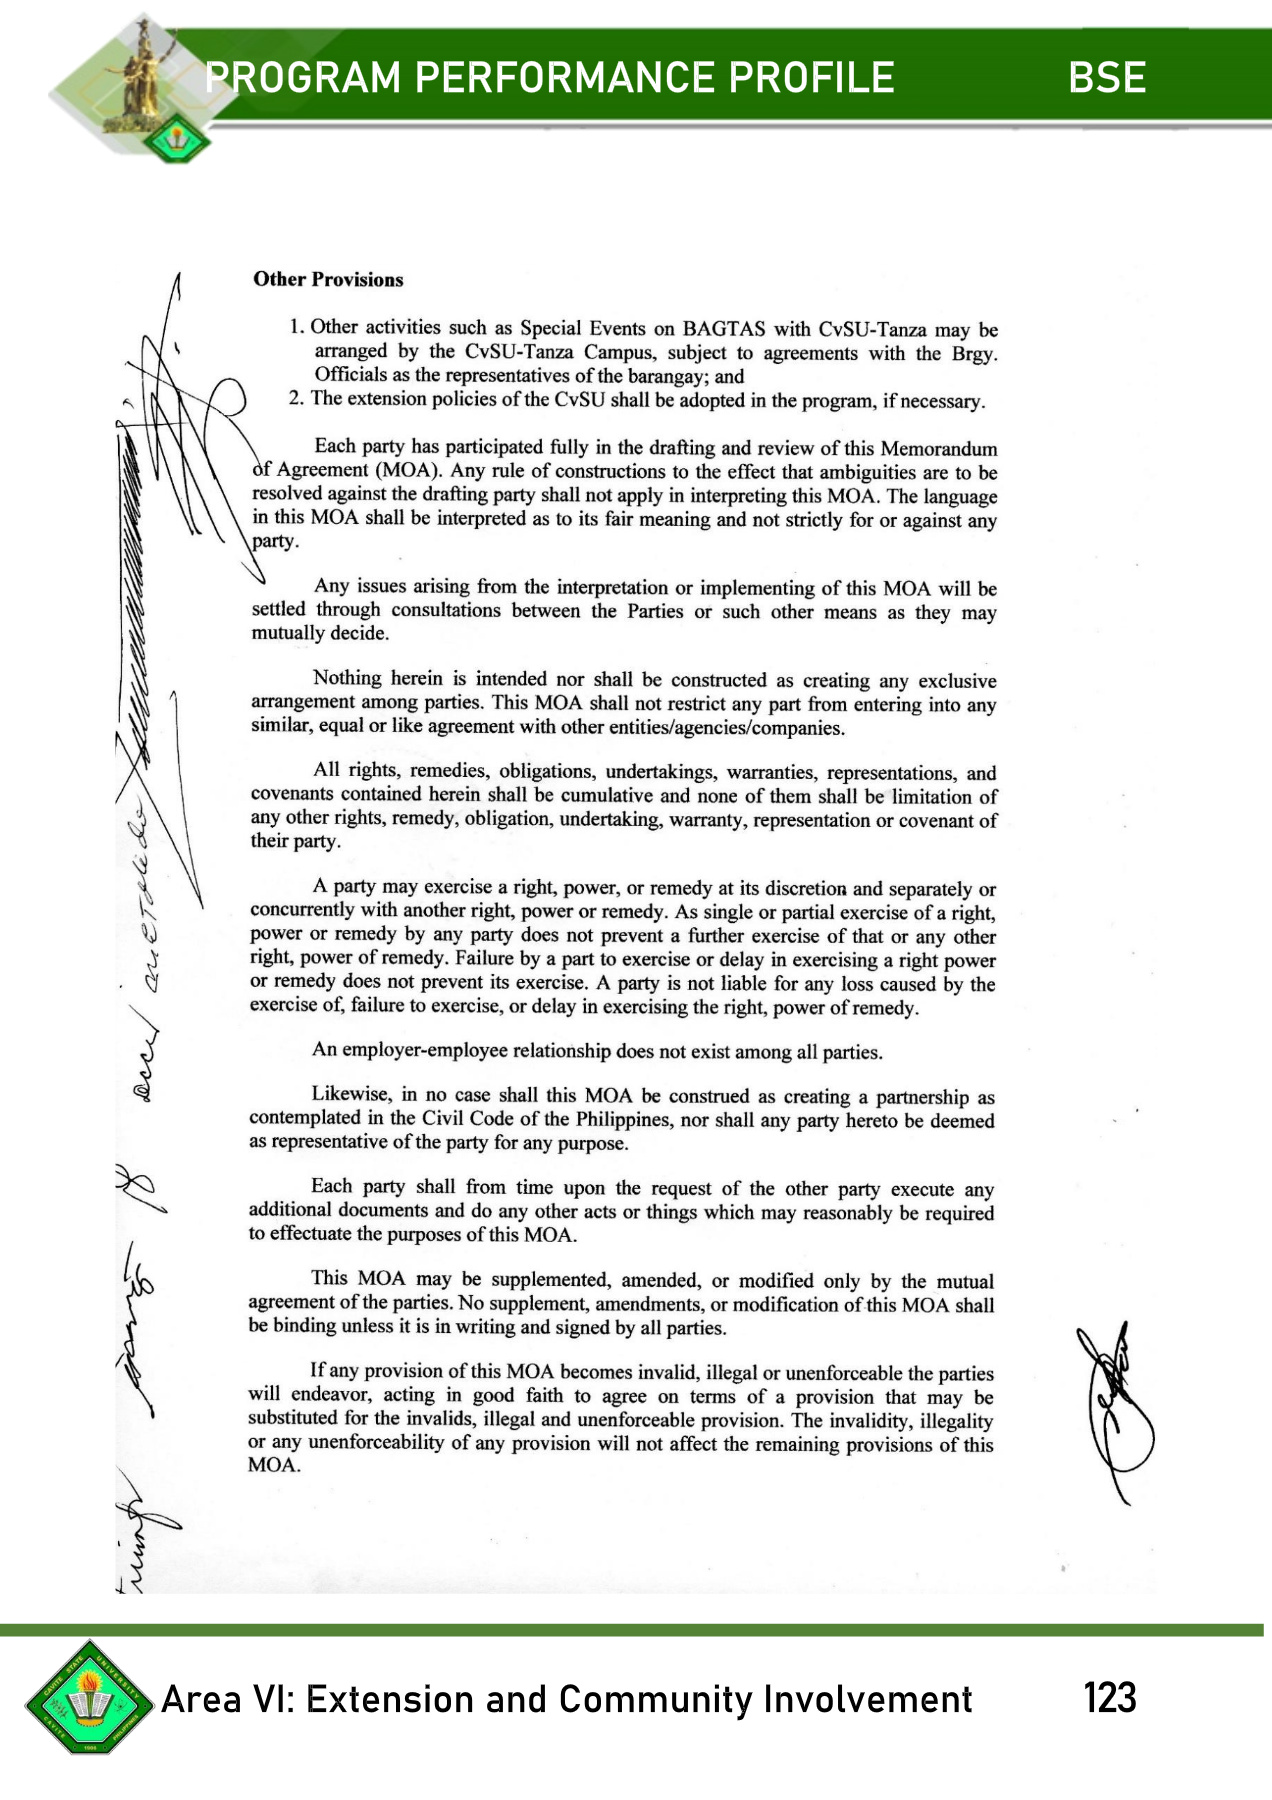 PROGRAM PERFORMANCE PROFILE BSE
Other Provisions
1. Other activities such as Special Events on BAGTAS with CvSU-Tanza may be
arranged by the CvSU-Tanza Campus, subject to agreements with the Brgy.
Officials as the representatives of the barangay; and
2. The extension policies of the CvSU shall be adopted in the program, if necessary.
Each party has participated fully in the drafting and review of this Memorandum
of Agreement (MOA). Any rule of constructions to the effect that ambiguities are to be
resolved against the drafting party shall not apply in interpreting this MOA. The language
in this MOA shall be interpreted as to its fair meaning and not strictly for or against any
party.
Any issues arising from the interpretation or implementing of this MOA will be
settled through consultations between the Parties or such other means as they may
mutually decide.
Nothing herein is intended nor shall be constructed as creating any exclusive
arrangement among parties. This MOA shall not restrict any part from entering into any
similar, equal or like agreement with other entities/agencies/companies.
All rights, remedies, obligations, undertakings, warranties, representations, and
covenants contained herein shall be cumulative and none of them shall be limitation of
any other rights, remedy, obligation, undertaking, warranty, representation or covenant of
their party.
A party may exercise a right, power, or remedy at its discretion and separately or
concurrently with another right, power or remedy. As single or partial exercise of a right,
power or remedy by any party does not prevent a further exercise of that or any other
right, power of remedy. Failure by a part to exercise or delay in exercising a right power
or remedy does not prevent its exercise. A party is not liable for any loss caused by the
exercise of, failure to exercise, or delay in exercising the right, power of remedy.
An employer-employee relationship does not exist among all parties.
Likewise, in no case shall this MOA be construed as creating a partnership as
contemplated in the Civil Code of the Philippines, nor shall any party hereto be deemed
as representative of the party for any purpose.
Each party shall from time upon the request of the other party execute any
additional documents and do any other acts or things which may reasonably be required
to effectuate the purposes of this MOA.
This MOA may be supplemented, amended, or modified only by the mutual
agreement of the parties. No supplement, amendments, or modification of this MOA shall
be binding unless it is in writing and signed by all parties.
If any provision of this MOA becomes invalid, illegal or unenforceable the parties
will endeavor, acting in good faith to agree on terms of a provision that may be
substituted for the invalids, illegal and unenforceable provision. The invalidity, illegality
or any unenforceability of any provision will not affect the remaining provisions of this
MOA.
CAVITE STATE UNIVERSITY
CAVITE PHILIPPINES
1906
Area VI: Extension and Community Involvement 123